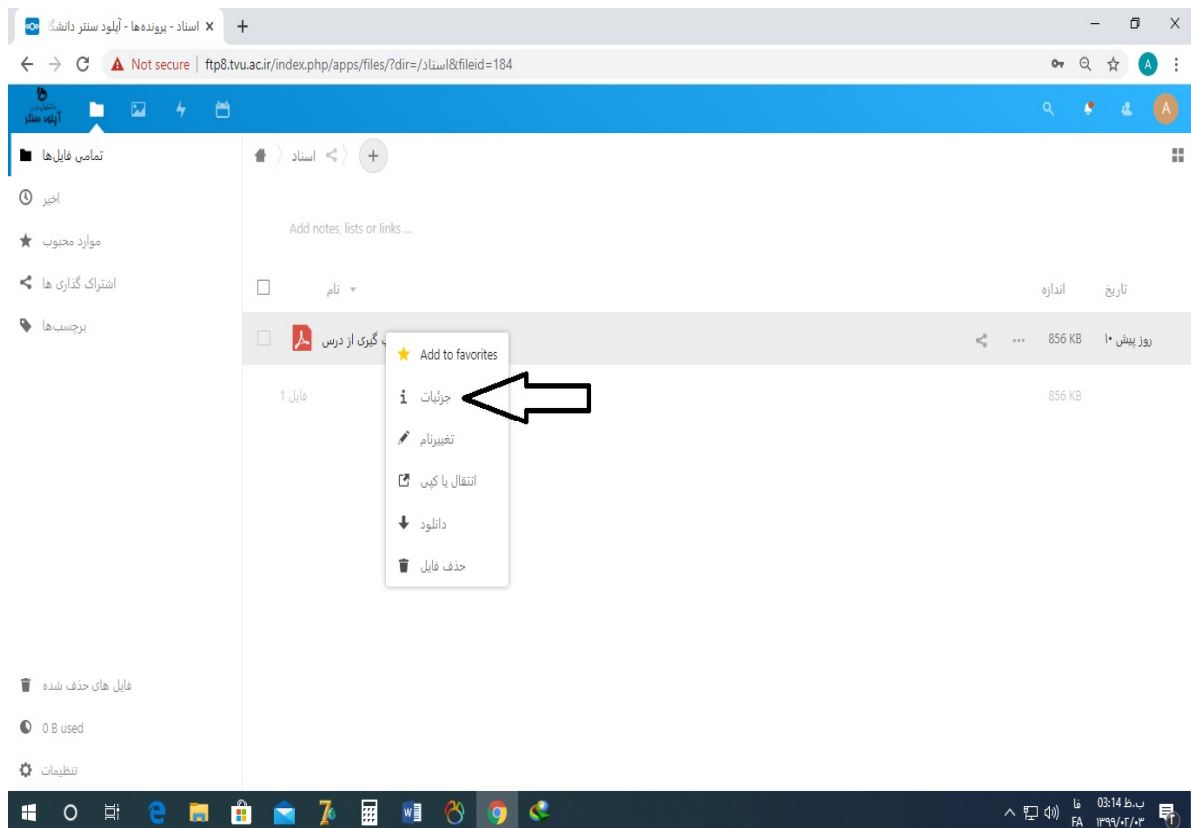 اسناد - پرونده‌ها - آپلود سنتر دانشگ
Not secure | ftp8.tvu.ac.ir/index.php/apps/files/?dir=/اسناد&fileid=184
A
آپلود سنتر
A
تمامی فایل‌ها
اخیر
موارد محبوب
اشتراک گذاری ها
برچسب‌ها
اسناد
Add notes, lists or links ...
نام
اندازه
تاریخ
گیری از درس
856 KB
۱۰ روز پیش
1 فایل
856 KB
Add to favorites
جزئیات
تغییرنام
انتقال یا کپی
دانلود
حذف فایل
فایل های حذف شده
0 B used
تنظیمات
فا
FA
03:14 ب.ظ
۱۳۹۹/۰۲/۰۳